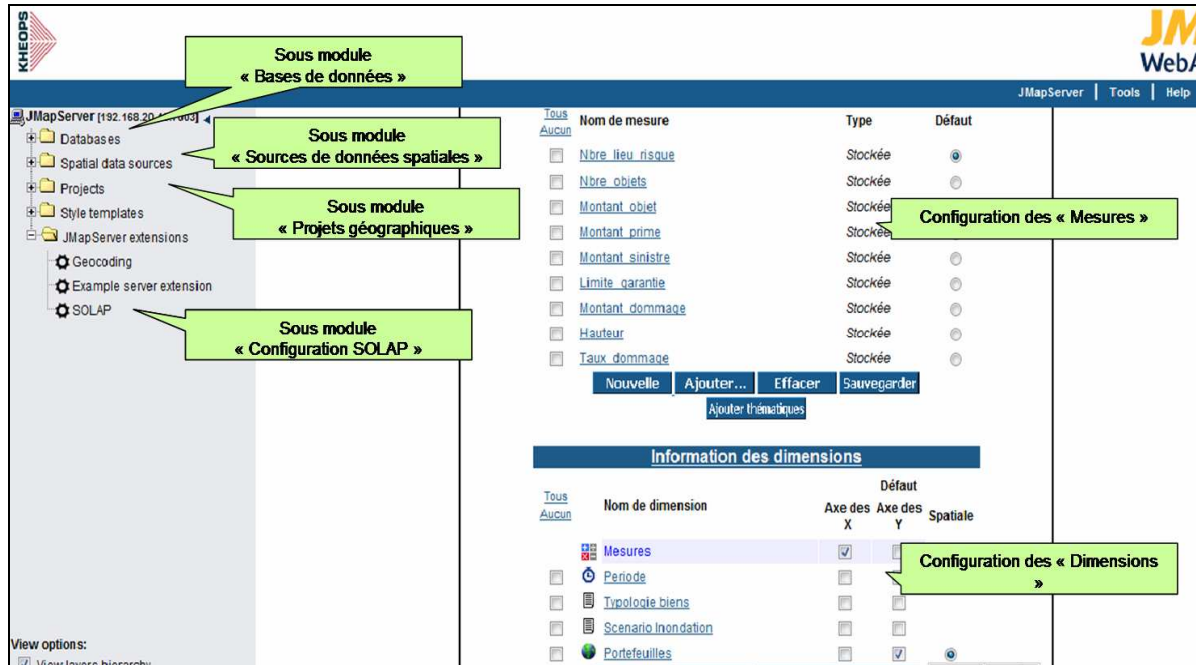 KHEOPS
JM
WebA
JMapServer | Tools | Help
Sous module
« Bases de données »
Sous module
« Sources de données spatiales »
Sous module
« Projets géographiques »
Sous module
« Configuration SOLAP »
JMapServer [192.168.20.
Databases
Spatial data sources
Projects
Style templates
JMapServer extensions
Geocoding
Example server extension
SOLAP
View options:
View layers hierarchy
Tous
Aucun
Nom de mesure Type Défaut
Nbre lieu risque Stockée
Nbre objets Stockée
Montant objet Stockée
Montant prime Stockée
Montant sinistre Stockée
Limite garantie Stockée
Montant dommage Stockée
Hauteur Stockée
Taux dommage Stockée
Nouvelle Ajouter... Effacer Sauvegarder
Ajouter thématiques
Configuration des « Mesures »
Information des dimensions
Tous
Aucun
Nom de dimension
Défaut
Axe des X
Axe des Y
Spatiale
Mesures
Periode
Typologie biens
Scenario Inondation
Portefeuilles
Configuration des « Dimensions
»